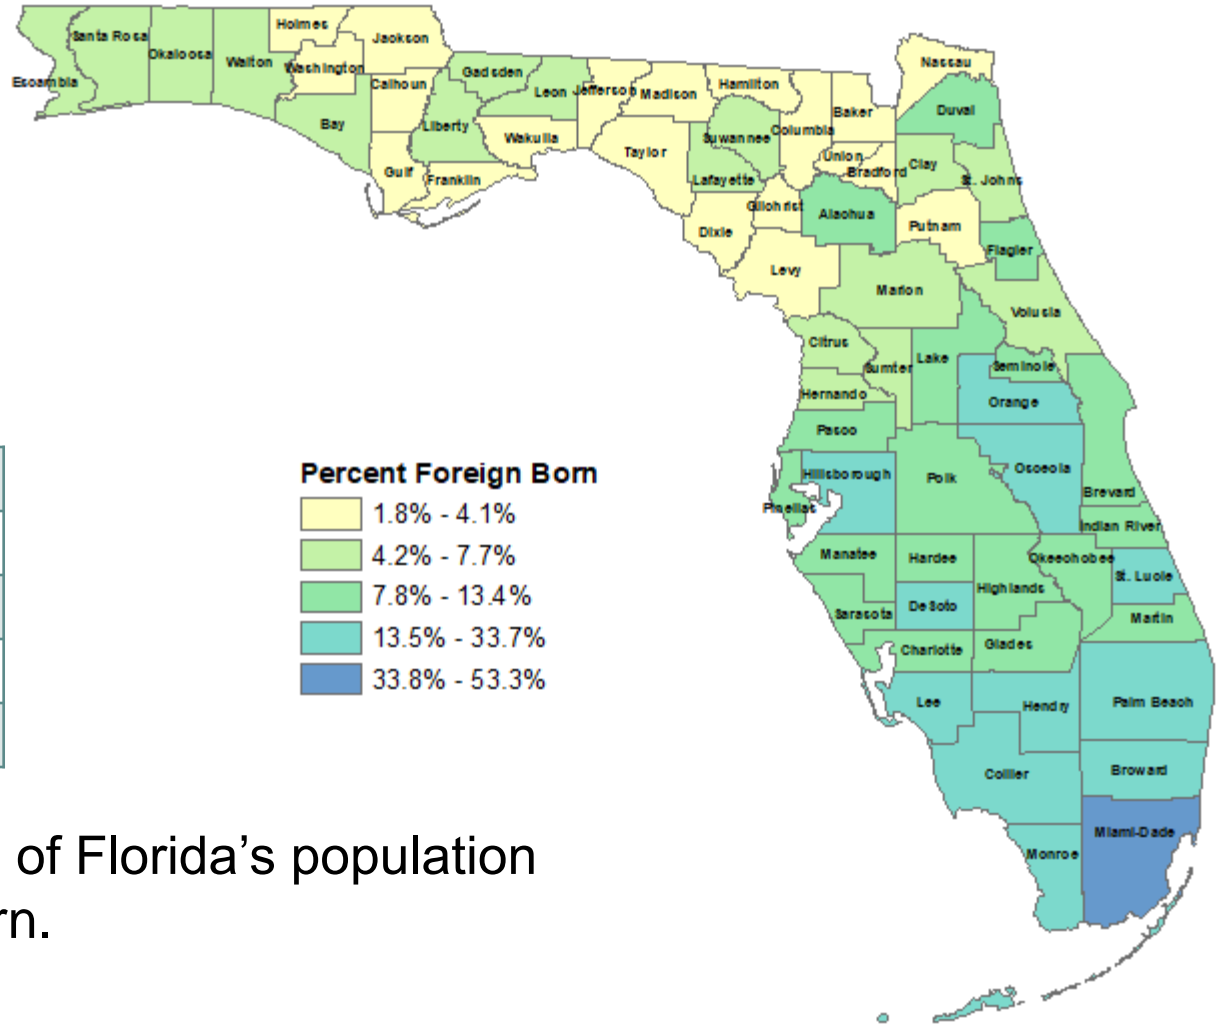 Holmes
Jackson
Santa Rosa
Okaloosa
Walton
Washington
Escambia
Calhoun
Bay
Gadsden
Leon
Jefferson
Madison
Hamilton
Nassau
Baker
Duval
Liberty
Wakulla
Suwannee
Columbia
Taylor
Union
Bradford
Clay
Gulf
Franklin
Lafayette
St. Johns
Gilchrist
Alachua
Putnam
Dixie
Flagler
Levy
Marion
Volusia
Citrus
Sumter
Lake
Seminole
Hernando
Orange
Pasco
Percent Foreign Born
1.8% - 4.1%
4.2% - 7.7%
7.8% - 13.4%
13.5% - 33.7%
33.8% - 53.3%
Hillsborough
Polk
Osceola
Brevard
Pinellas
Indian River
Manatee
Hardee
Okeechobee
St. Lucie
Highlands
DeSoto
Sarasota
Martin
Charlotte
Glades
Lee
Hendry
Palm Beach
Collier
Broward
Miami-Dade
Monroe
of Florida’s population
rn.